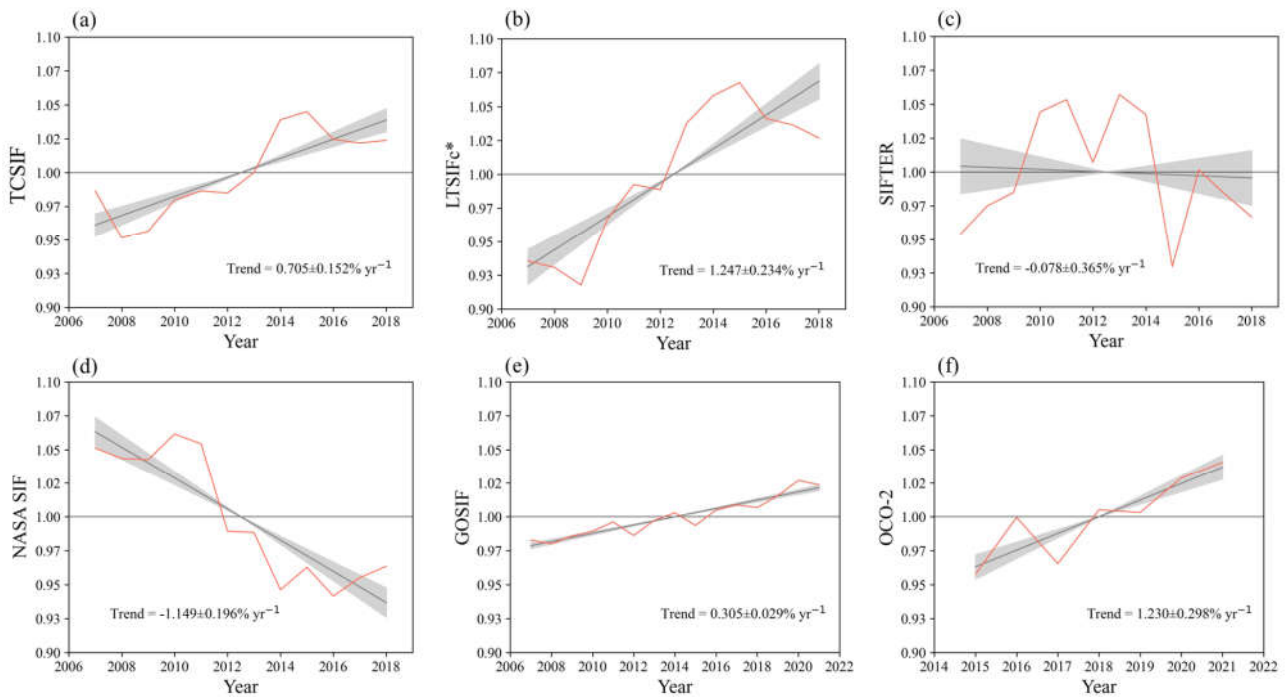 (a)
1.10
1.07
1.05
1.02
1.00
0.97
0.95
0.93
0.90
TCSIF
Trend = 0.705±0.152% yr⁻¹
2006 2008 2010 2012 2014 2016 2018
Year
(b)
1.10
1.07
1.05
1.02
1.00
0.97
0.95
0.93
0.90
LTSIFc*
Trend = 1.247±0.234% yr⁻¹
2006 2008 2010 2012 2014 2016 2018
Year
(c)
1.10
1.07
1.05
1.02
1.00
0.97
0.95
0.93
0.90
SIFTER
Trend = -0.078±0.365% yr⁻¹
2006 2008 2010 2012 2014 2016 2018
Year
(d)
1.10
1.07
1.05
1.02
1.00
0.97
0.95
0.93
0.90
NASA SIF
Trend = -1.149±0.196% yr⁻¹
2006 2008 2010 2012 2014 2016 2018
Year
(e)
1.10
1.07
1.05
1.02
1.00
0.97
0.95
0.93
0.90
GOSIF
Trend = 0.305±0.029% yr⁻¹
2006 2008 2010 2012 2014 2016 2018 2020 2022
Year
(f)
1.10
1.07
1.05
1.02
1.00
0.97
0.95
0.93
0.90
OCO-2
Trend = 1.230±0.298% yr⁻¹
2014 2015 2016 2017 2018 2019 2020 2021 2022
Year